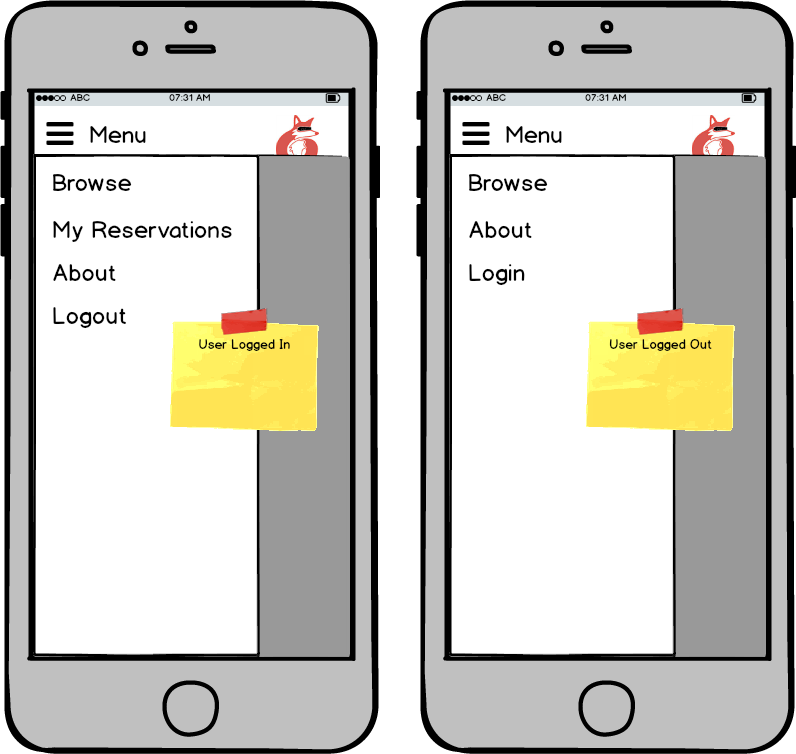 ABC 07:31 AM
Menu
Browse
My Reservations
About
Logout
User Logged In
ABC 07:31 AM
Menu
Browse
About
Login
User Logged Out